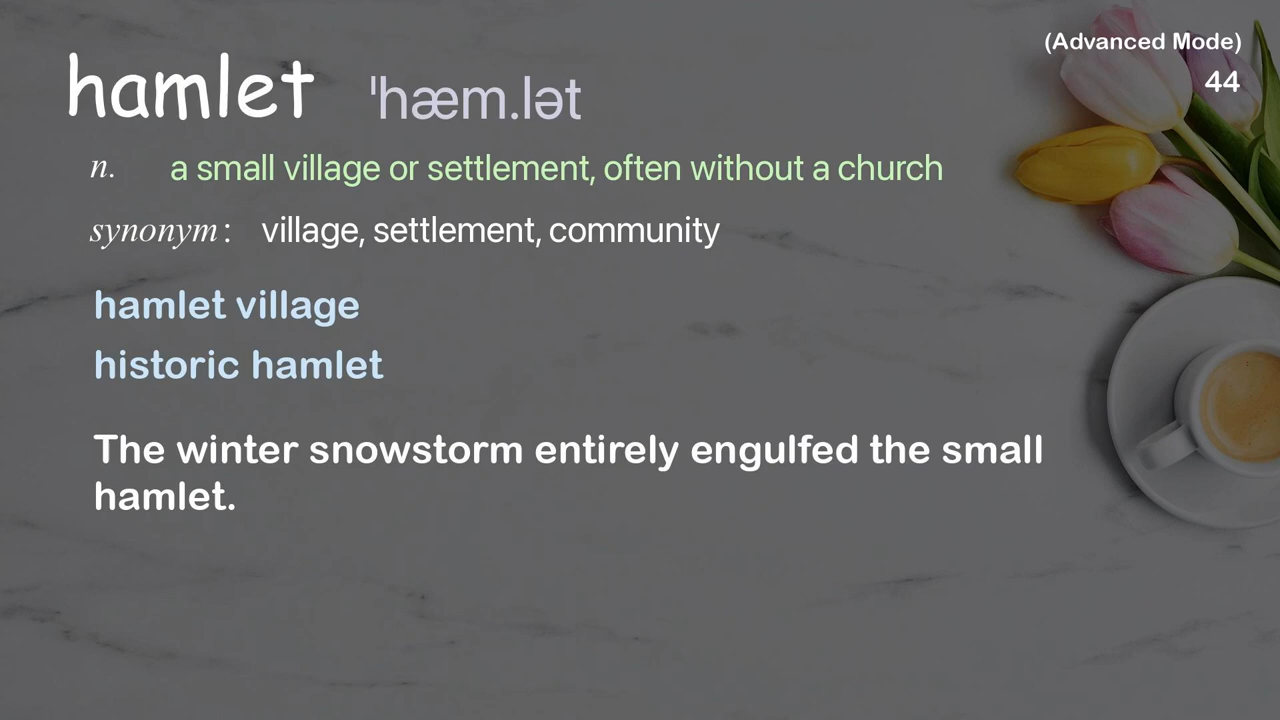 (Advanced Mode)
44
hamlet ˈhæm.lət
n. a small village or settlement, often without a church
synonym: village, settlement, community
hamlet village
historic hamlet
The winter snowstorm entirely engulfed the small
hamlet.